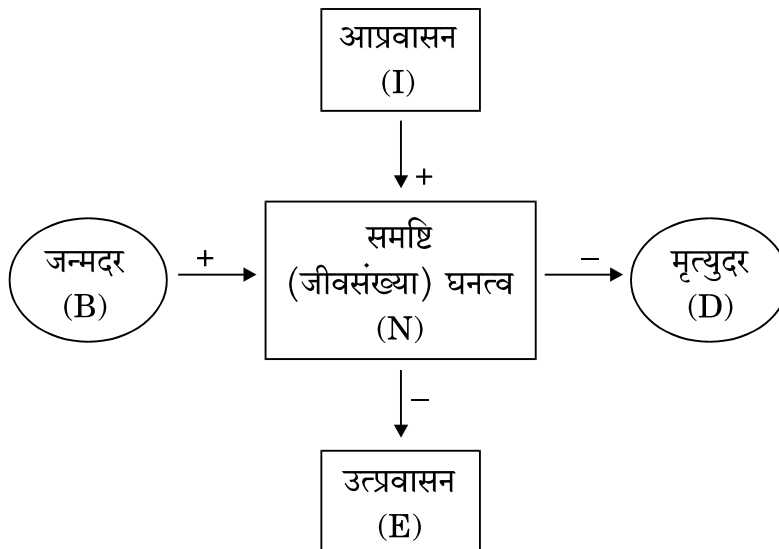 आप्रवासन
(I)
+
समष्टि
जन्मदर + (जीवसंख्या) घनत्व − मृत्युदर
(B) (N) (D)
−
उत्प्रवासन
(E)